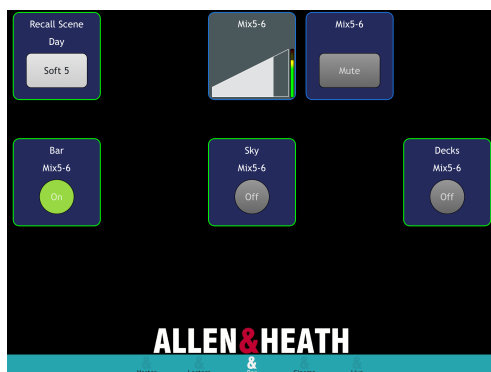 Recall Scene
Day
Soft 5
Mix5-6
Mix5-6
Mute
Bar
Mix5-6
On
Sky
Mix5-6
Off
Decks
Mix5-6
Off
ALLEN&HEATH
& & & & &